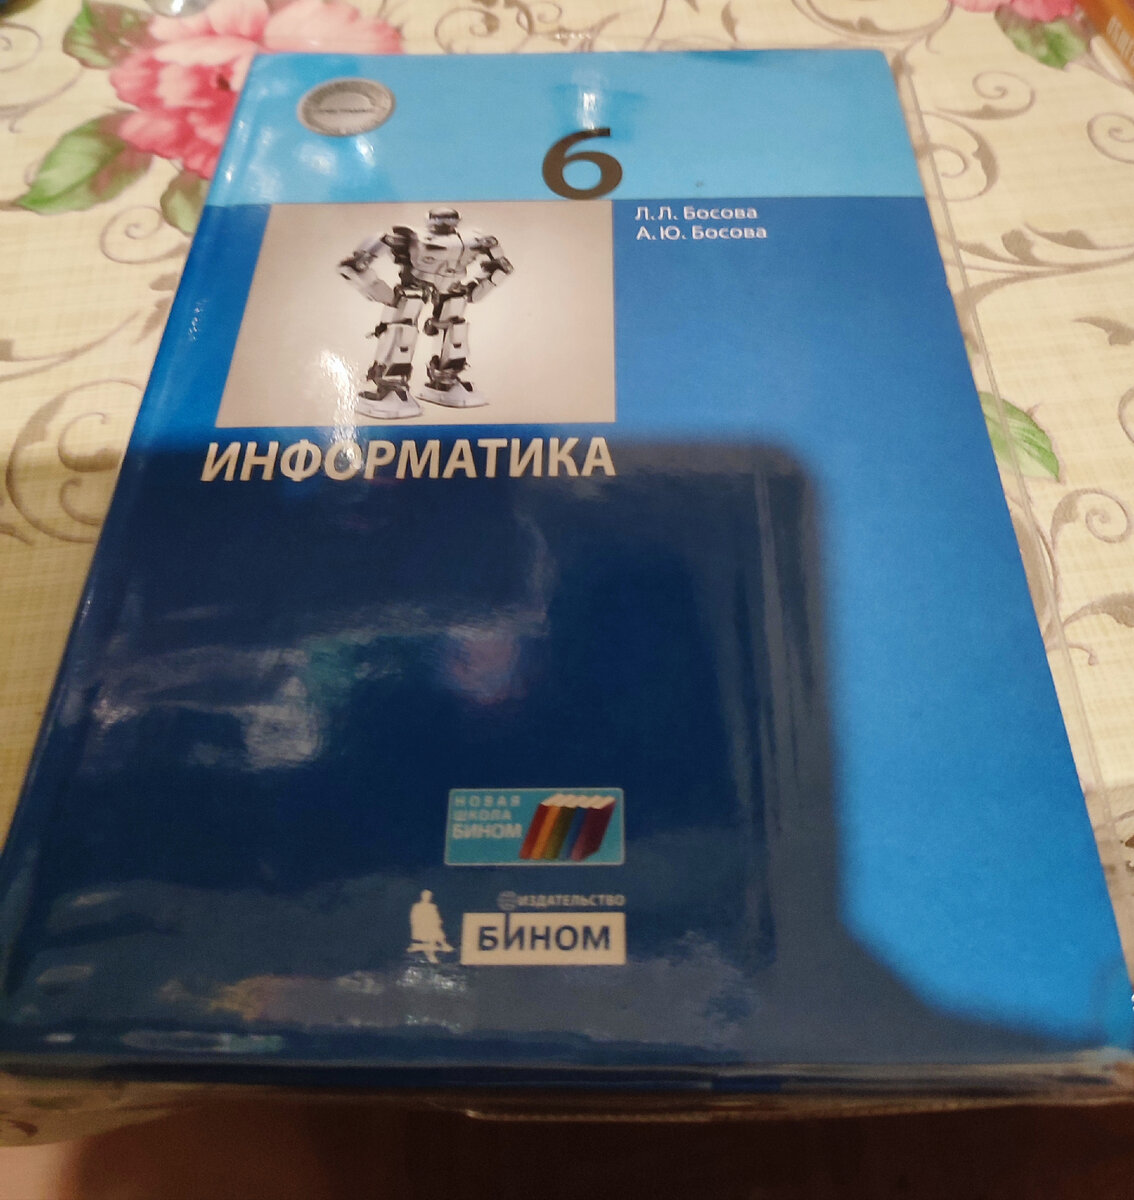 6
Л.Л. Босова
А.Ю. Босова
ИНФОРМАТИКА
НОВАЯ
ШКОЛА
БИНОМ
ИЗДАТЕЛЬСТВО
БИНОМ